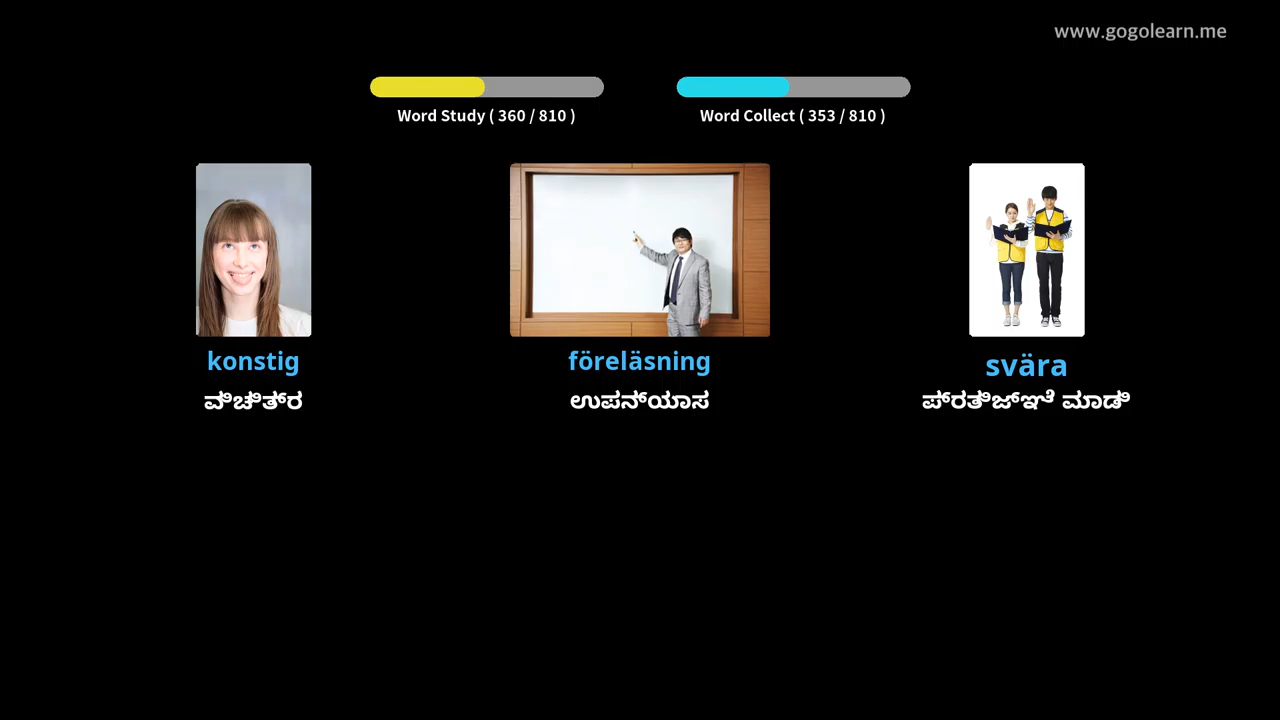 www.gogolearn.me
Word Study ( 360 / 810 )
Word Collect ( 353 / 810 )
konstig
föreläsning
svära
ವಿಚಿತ್ರ
ಉಪನ್ಯಾಸ
ಪ್ರತಿಜ್ಞೆ ಮಾಡಿ